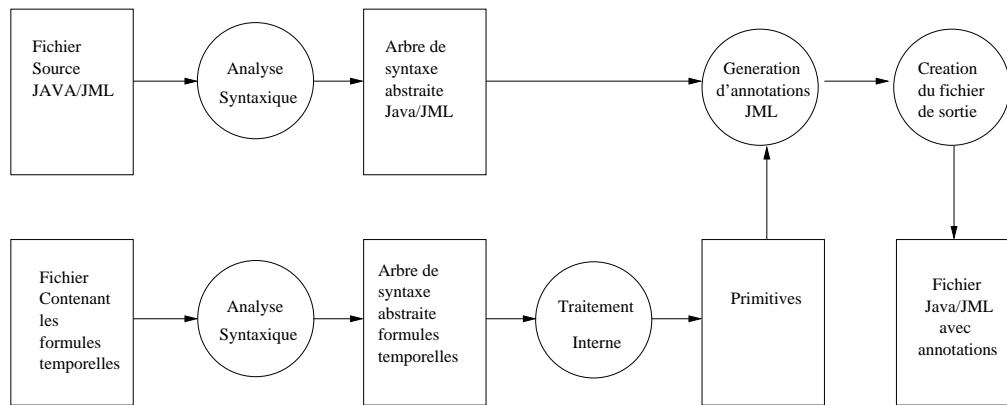 Fichier
Source
JAVA/JML
Analyse
Syntaxique
Arbre de
syntaxe
abstraite
Java/JML
Generation
d'annotations
JML
Creation
du fichier
de sortie
Fichier
Contenant
les
formules
temporelles
Analyse
Syntaxique
Arbre de
syntaxe
abstraite
formules
temporelles
Traitement
Interne
Primitives
Fichier
Java/JML
avec
annotations